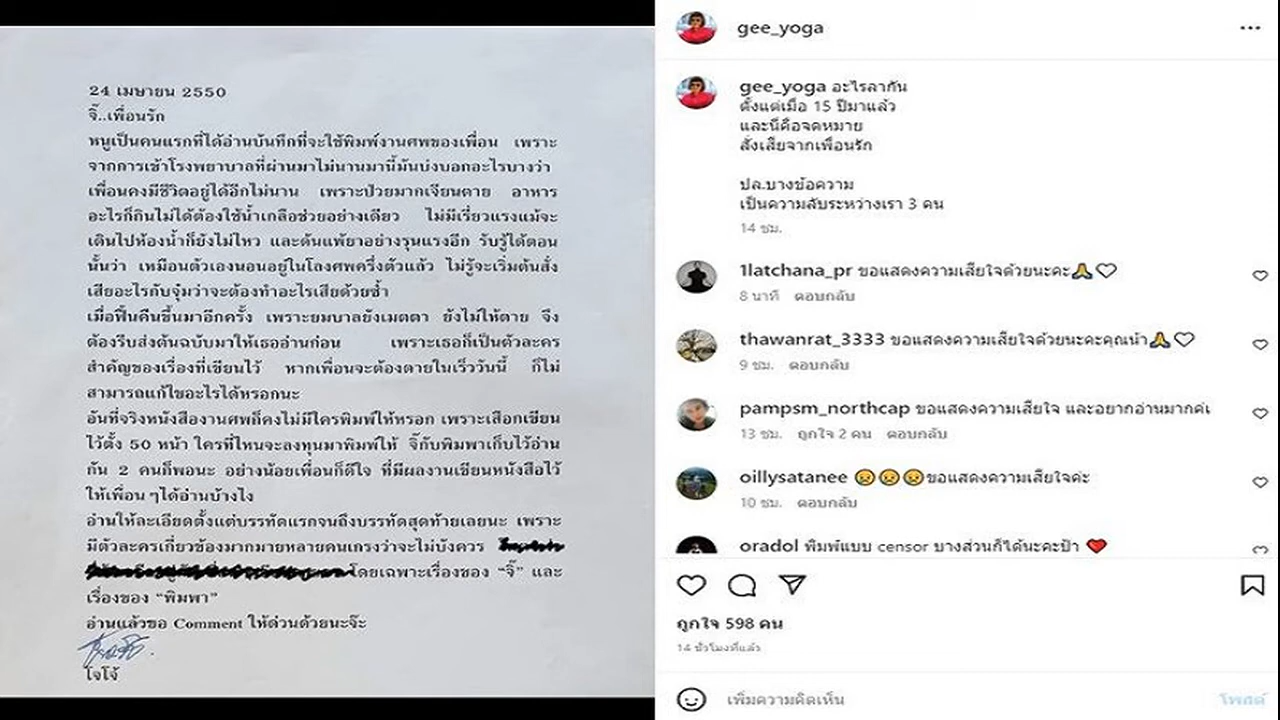 24 เมษายน 2550
จี๊..เพื่อนรัก
หนูเป็นคนแรกที่ได้อ่านบันทึกที่จะใช้พิมพ์งานศพของเพื่อน เพราะ
จากการเข้าโรงพยาบาลที่ผ่านมาไม่นานมานี้มันบ่งบอกอะไรบางว่า
เพื่อนคงมีชีวิตอยู่ได้อีกไม่นาน เพราะป่วยมากเจียนตาย อาหาร
อะไรก็กินไม่ได้ต้องใช้น้ำเกลือช่วยอย่างเดียว ไม่มีเรี่ยวแรงแม้จะ
เดินไปห้องน้ำก็ยังไม่ไหว และดันแพ้ยาอย่างรุนแรงอีก รับรู้ได้ตอน
นั้นว่า เหมือนตัวเองนอนอยู่ในโลงศพครึ่งตัวแล้ว ไม่รู้จะเริ่มต้นสั่ง
เสียอะไรกับจุ๋มว่าจะต้องทำอะไรเสียด้วยซ้ำ
เมื่อฟื้นคืนขึ้นมาอีกครั้ง เพราะยมบาลยังเมตตา ยังไม่ให้ตาย จึง
ต้องรีบส่งต้นฉบับมาให้เธออ่านก่อน เพราะเธอก็เป็นตัวละคร
สำคัญของเรื่องที่เขียนไว้ หากเพื่อนจะต้องตายในเร็ววันนี้ ก็ไม่
สามารถแก้ไขอะไรได้หรอกนะ
อันที่จริงหนังสืองานศพก็คงไม่มีใครพิมพ์ให้หรอก เพราะเสือกเขียน
ไว้ตั้ง 50 หน้า ใครที่ไหนจะลงทุนมาพิมพ์ให้ จี๊กับพิมพาเก็บไว้อ่าน
กัน 2 คนก็พอนะ อย่างน้อยเพื่อนก็ดีใจ ที่มีผลงานเขียนหนังสือไว้
ให้เพื่อนๆได้อ่านบ้างไง
อ่านให้ละเอียดตั้งแต่บรรทัดแรกจนถึงบรรทัดสุดท้ายเลยนะ เพราะ
มีตัวละครเกี่ยวข้องมากมายหลายคนเกรงว่าจะไม่บังควร
โดยเฉพาะเรื่องของ “จี๊” และ
เรื่องของ “พิมพา”
อ่านแล้วขอ Comment ให้ด่วนด้วยนะจ๊ะ
โจโจ้
gee_yoga
gee_yoga อะไรลากัน
ตั้งแต่เมื่อ 15 ปีมาแล้ว
และนี่คือจดหมาย
สั่งเสียจากเพื่อนรัก
ปล.บางข้อความ
เป็นความลับระหว่างเรา 3 คน
14 ชม.
1latchana_pr ขอแสดงความเสียใจด้วยนะคะ🙏🤍
8 นาที ตอบกลับ
thawanrat_3333 ขอแสดงความเสียใจด้วยนะคะคุณน้า🙏🤍
9 ชม. ตอบกลับ
pampsm_northcap ขอแสดงความเสียใจ และอยากอ่านมากค่ะ
13 ชม. ถูกใจ 2 คน ตอบกลับ
oillysatanee 😢😢😢ขอแสดงความเสียใจค่ะ
10 ชม. ตอบกลับ
oradol พิมพ์แบบ censor บางส่วนก็ได้นะคะป้า ❤️
ถูกใจ 598 คน
14 ชั่วโมงที่แล้ว
เพิ่มความคิดเห็น
โพสต์